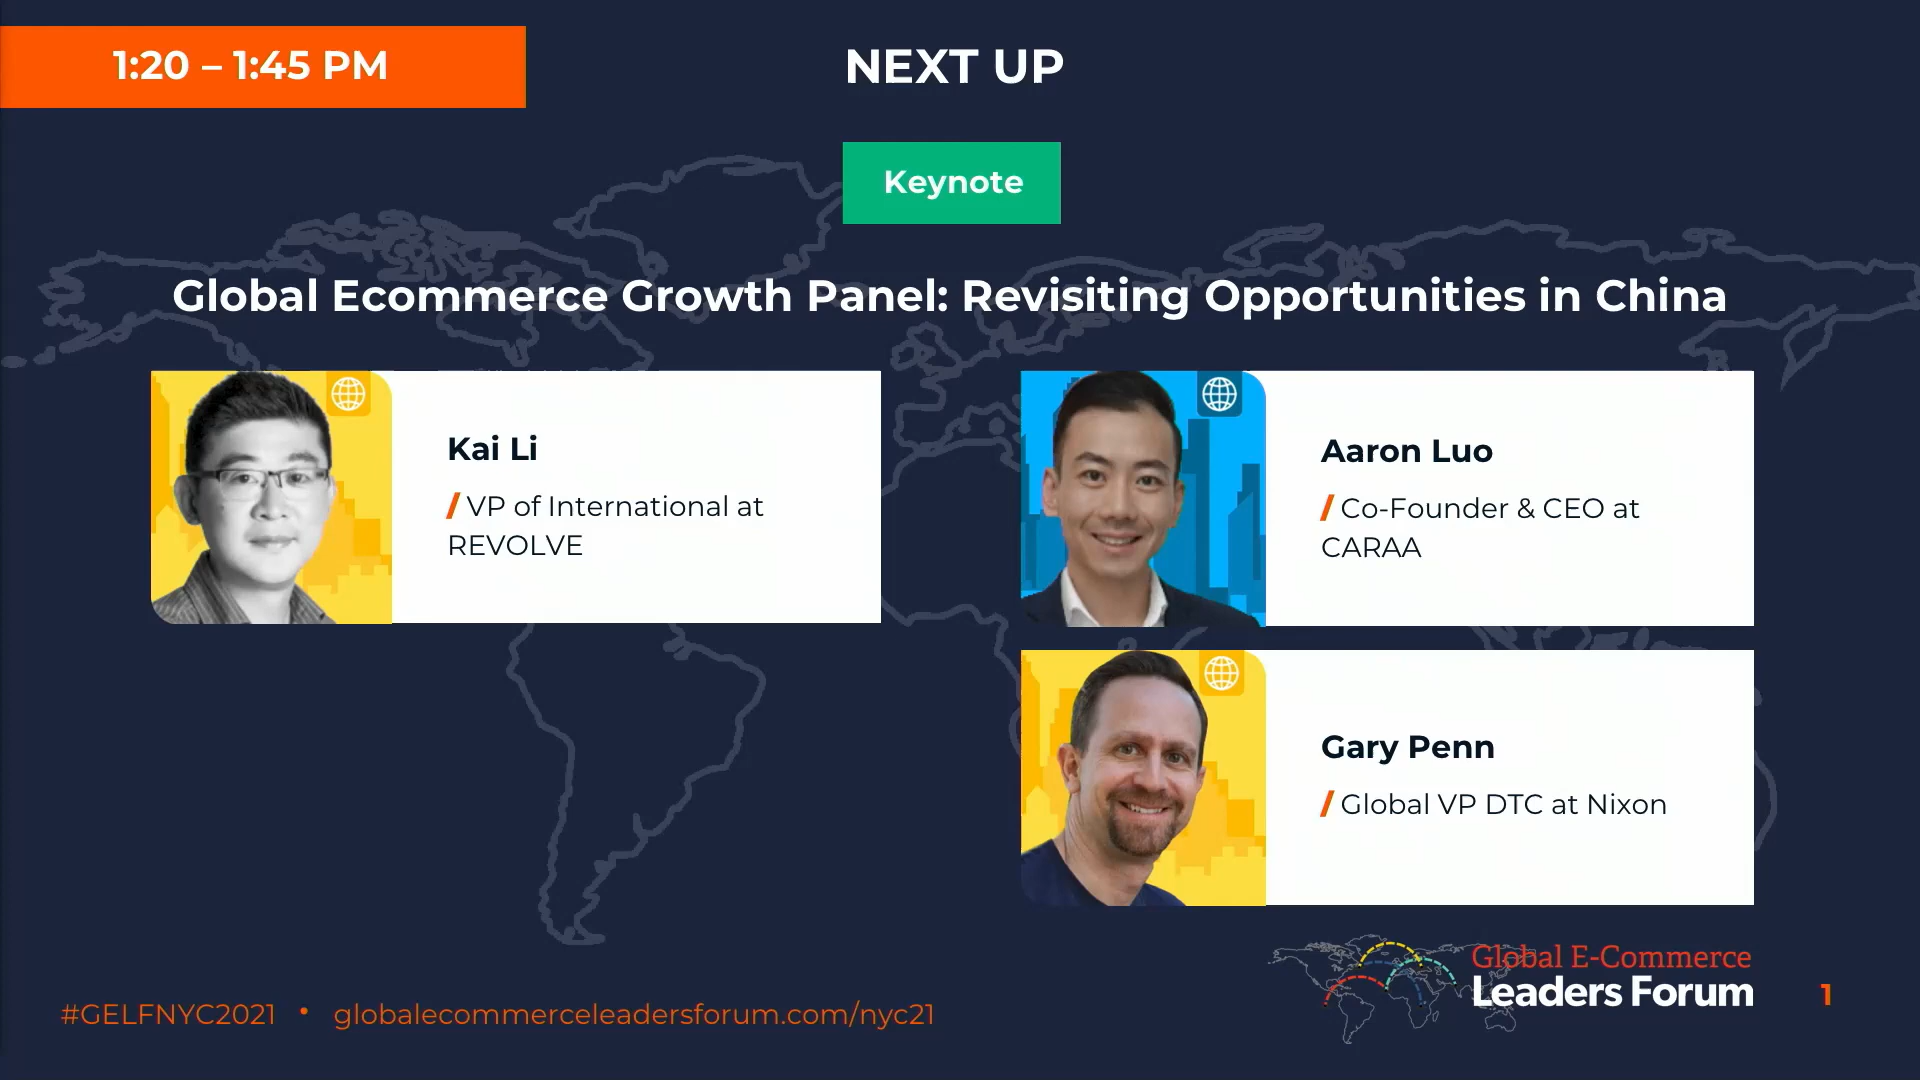 1:20 – 1:45 PM
NEXT UP
Keynote
Global Ecommerce Growth Panel: Revisiting Opportunities in China
Kai Li
/ VP of International at
REVOLVE
Aaron Luo
/ Co-Founder & CEO at
CARAA
Gary Penn
/ Global VP DTC at Nixon
Global E-Commerce
Leaders Forum
1
#GELFNYC2021 • globalecommerceleadersforum.com/nyc21